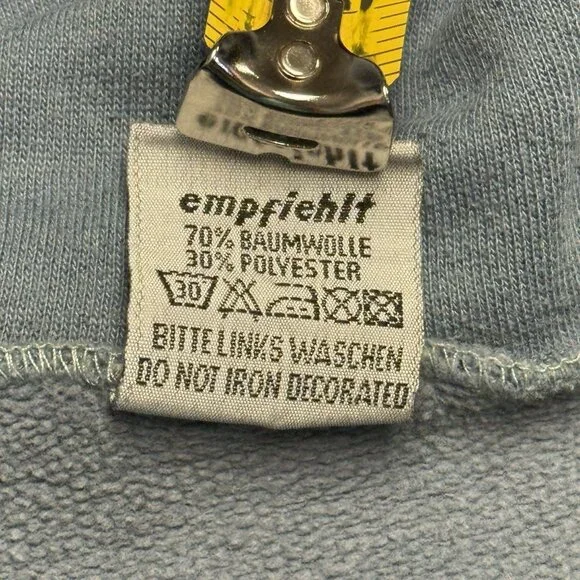 empfiehlt
70% BAUMWOLLE
30% POLYESTER
30
BITTE LINKS WASCHEN
DO NOT IRON DECORATED